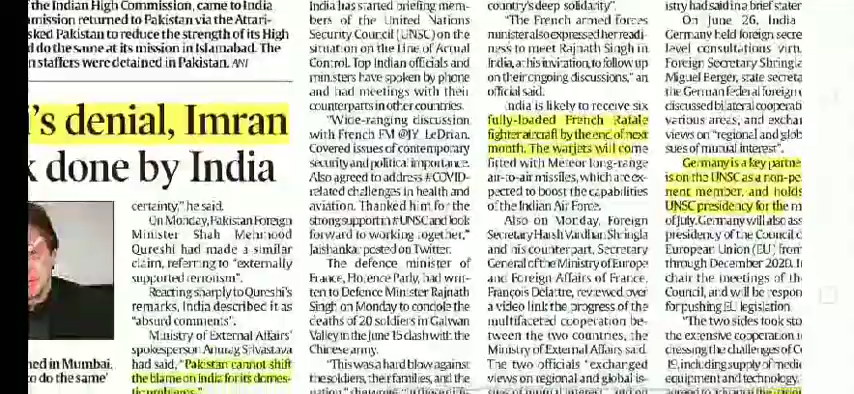 the Indian High Commission, came to India
mission returned to Pakistan via the Attari-
sked Pakistan to reduce the strength of its High
d do the same at its mission in Islamabad. The
n staffers were detained in Pakistan. ANI
's denial, Imran
k done by India
certainty," he said.
On Monday, Pakistan Foreign
Minister Shah Mehmood
Qureshi had made a similar
claim, referring to "externally
supported terrorism".
Reacting sharply to Qureshi's
remarks, India described it as
"absurd comments".
Ministry of External Affairs'
spokesperson Anurag Srivastava
had said, "Pakistan cannot shift
the blame on India for its domes-
tic problems."
ned in Mumbai.
to do the same'
India has started briefing mem-
bers of the United Nations
Security Council (UNSC) on the
situation on the Line of Actual
Control. Top Indian officials and
ministers have spoken by phone
and had meetings with their
counterparts in other countries.
"Wide-ranging discussion
with French FM @JY_LeDrian.
Covered issues of contemporary
security and political importance.
Also agreed to address #COVID-
related challenges in health and
aviation. Thanked him for the
strong support in #UNSC and look
forward to working together,"
Jaishankar posted on Twitter.
The defence minister of
France, Florence Parly, had writ-
ten to Defence Minister Rajnath
Singh on Monday to condole the
deaths of 20 soldiers in Galwan
Valley in the June 15 clash with the
Chinese army.
"This was a hard blow against
the soldiers, their families, and the
country's deep solidarity".
"The French armed forces
minister also expressed her readi-
ness to meet Rajnath Singh in
India, at his invitation, to follow up
on their ongoing discussions," an
official said.
India is likely to receive six
fully-loaded French Rafale
fighter aircraft by the end of next
month. The warjets will come
fitted with Meteor long-range
air-to-air missiles, which are ex-
pected to boost the capabilities
of the Indian Air Force.
Also on Monday, Foreign
Secretary Harsh Vardhan Shringla
and his counterpart, Secretary
General of the Ministry of Europe
and Foreign Affairs of France,
François Delattre, reviewed over
a video link the progress of the
multifaceted cooperation be-
tween the two countries, the
Ministry of External Affairs said.
The two officials "exchanged
views on regional and global is-
sues of mutual interest", and on
istry had said in a brief statem
On June 26, India
Germany held foreign secre
level consultations virtu
Foreign Secretary Shringla
Miguel Berger, state secreta
the German federal foreign
discussed bilateral cooperati
various areas, and exchan
views on "regional and glob
sues of mutual interest".
Germany is a key partne
is on the UNSC as a non-pe
nent member, and holds
UNSC presidency for the m
of July. Germany will also ass
presidency of the Council o
European Union (EU) from
through December 2020. It
chair the meetings of th
Council, and will be respon
for pushing EU legislation.
"The two sides took sto
the extensive cooperation i
dressing the challenges of C
19, including supply of medic
equipment and technology,